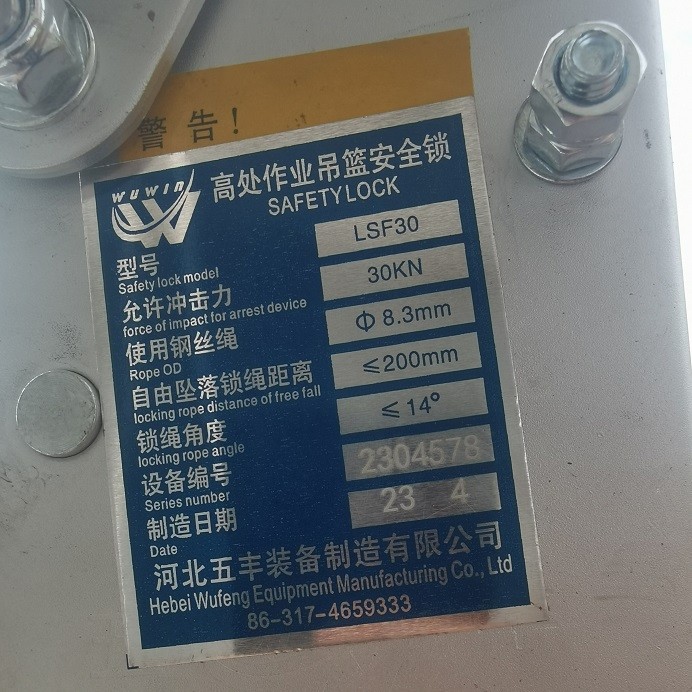 警告!
WUWIN
高处作业吊篮安全锁
SAFETY LOCK
型号 LSF30
Safety lock model
允许冲击力 30KN
force of impact for arrest device
使用钢丝绳 Φ 8.3mm
Rope OD
自由坠落锁绳距离 ≤200mm
locking rope distance of free fall
锁绳角度 ≤14°
locking rope angle
设备编号 2304578
Series number
制造日期 23 4
Date
河北五丰装备制造有限公司
Hebei Wufeng Equipment Manufacturing Co., Ltd
86-317-4659333